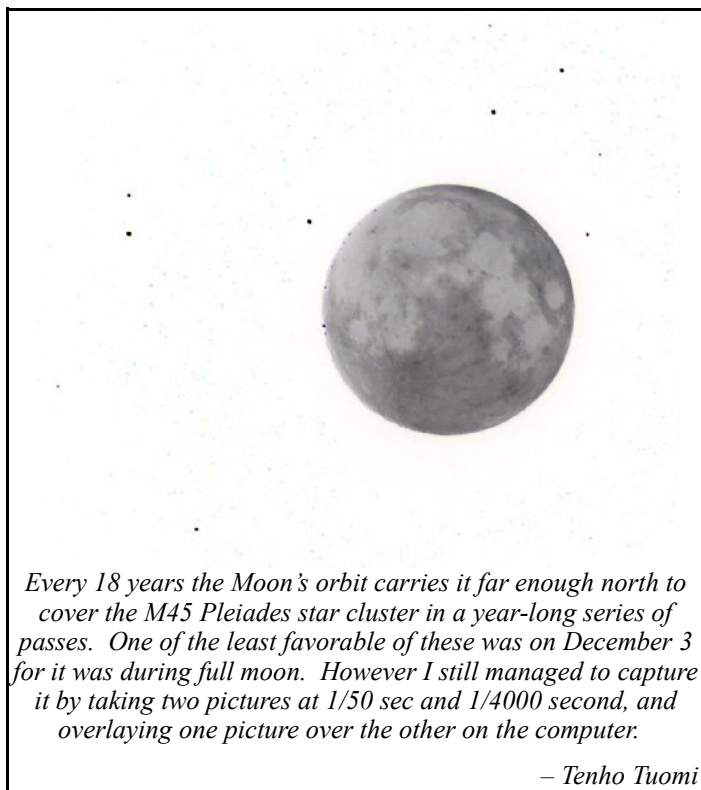 Every 18 years the Moon’s orbit carries it far enough north to
cover the M45 Pleiades star cluster in a year-long series of
passes.  One of the least favorable of these was on December 3
for it was during full moon.  However I still managed to capture
it by taking two pictures at 1/50 sec and 1/4000 second, and
overlaying one picture over the other on the computer.
– Tenho Tuomi